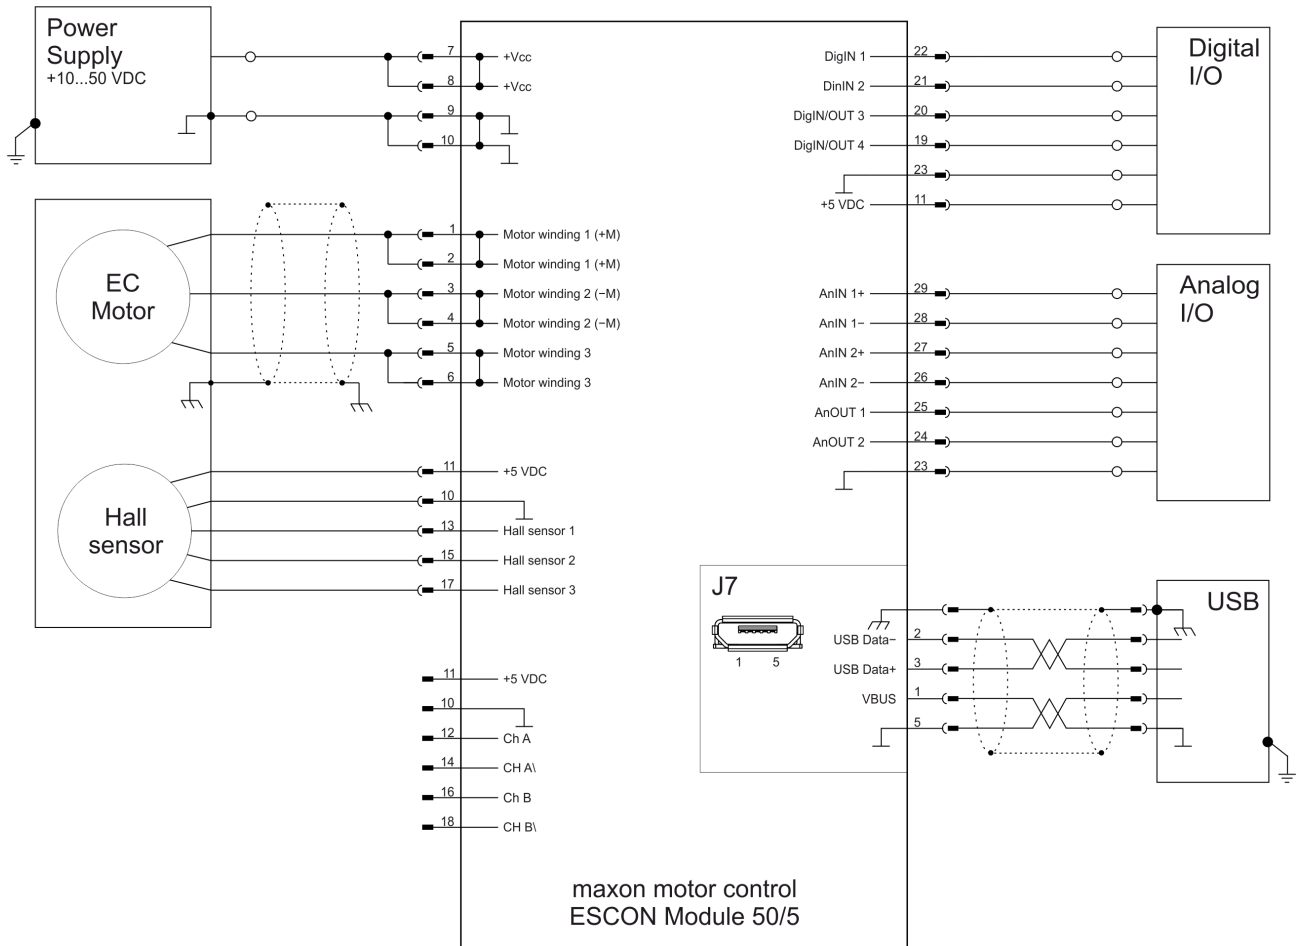 Power
Supply
+10...50 VDC
7 +Vcc
8 +Vcc
9
10
EC
Motor
1 Motor winding 1 (+M)
2 Motor winding 1 (+M)
3 Motor winding 2 (−M)
4 Motor winding 2 (−M)
5 Motor winding 3
6 Motor winding 3
Hall
sensor
11 +5 VDC
10
13 Hall sensor 1
15 Hall sensor 2
17 Hall sensor 3
11 +5 VDC
10
12 Ch A
14 CH A\
16 Ch B
18 CH B\
Digital
I/O
DigIN 1 22
DinIN 2 21
DigIN/OUT 3 20
DigIN/OUT 4 19
23
+5 VDC 11
Analog
I/O
AnIN 1+ 29
AnIN 1− 28
AnIN 2+ 27
AnIN 2− 26
AnOUT 1 25
AnOUT 2 24
23
J7
1 5
USB
USB Data− 2
USB Data+ 3
VBUS 1
5
maxon motor control
ESCON Module 50/5